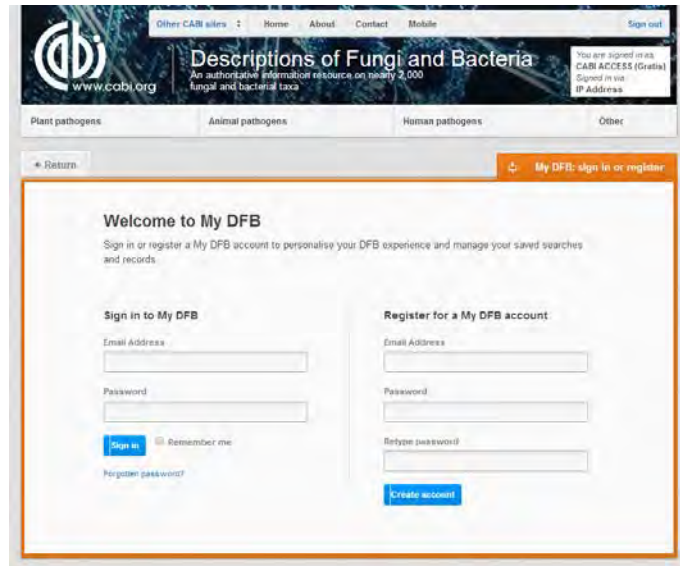 Other CABI sites
Home
About
Contact
Mobile
Sign out
cabi
www.cabi.org
Descriptions of Fungi and Bacteria
An authoritative information resource on nearly 2,000
fungal and bacterial taxa
You are signed in as
CABI ACCESS (Gratis)
Signed in via
IP Address
Plant pathogens
Animal pathogens
Human pathogens
Other
Return
My DFB: sign in or register
Welcome to My DFB
Sign in or register a My DFB account to personalise your DFB experience and manage your saved searches
and records
Sign in to My DFB
Email Address
Password
Sign in
Remember me
Forgotten password?
Register for a My DFB account
Email Address
Password
Retype password
Create account